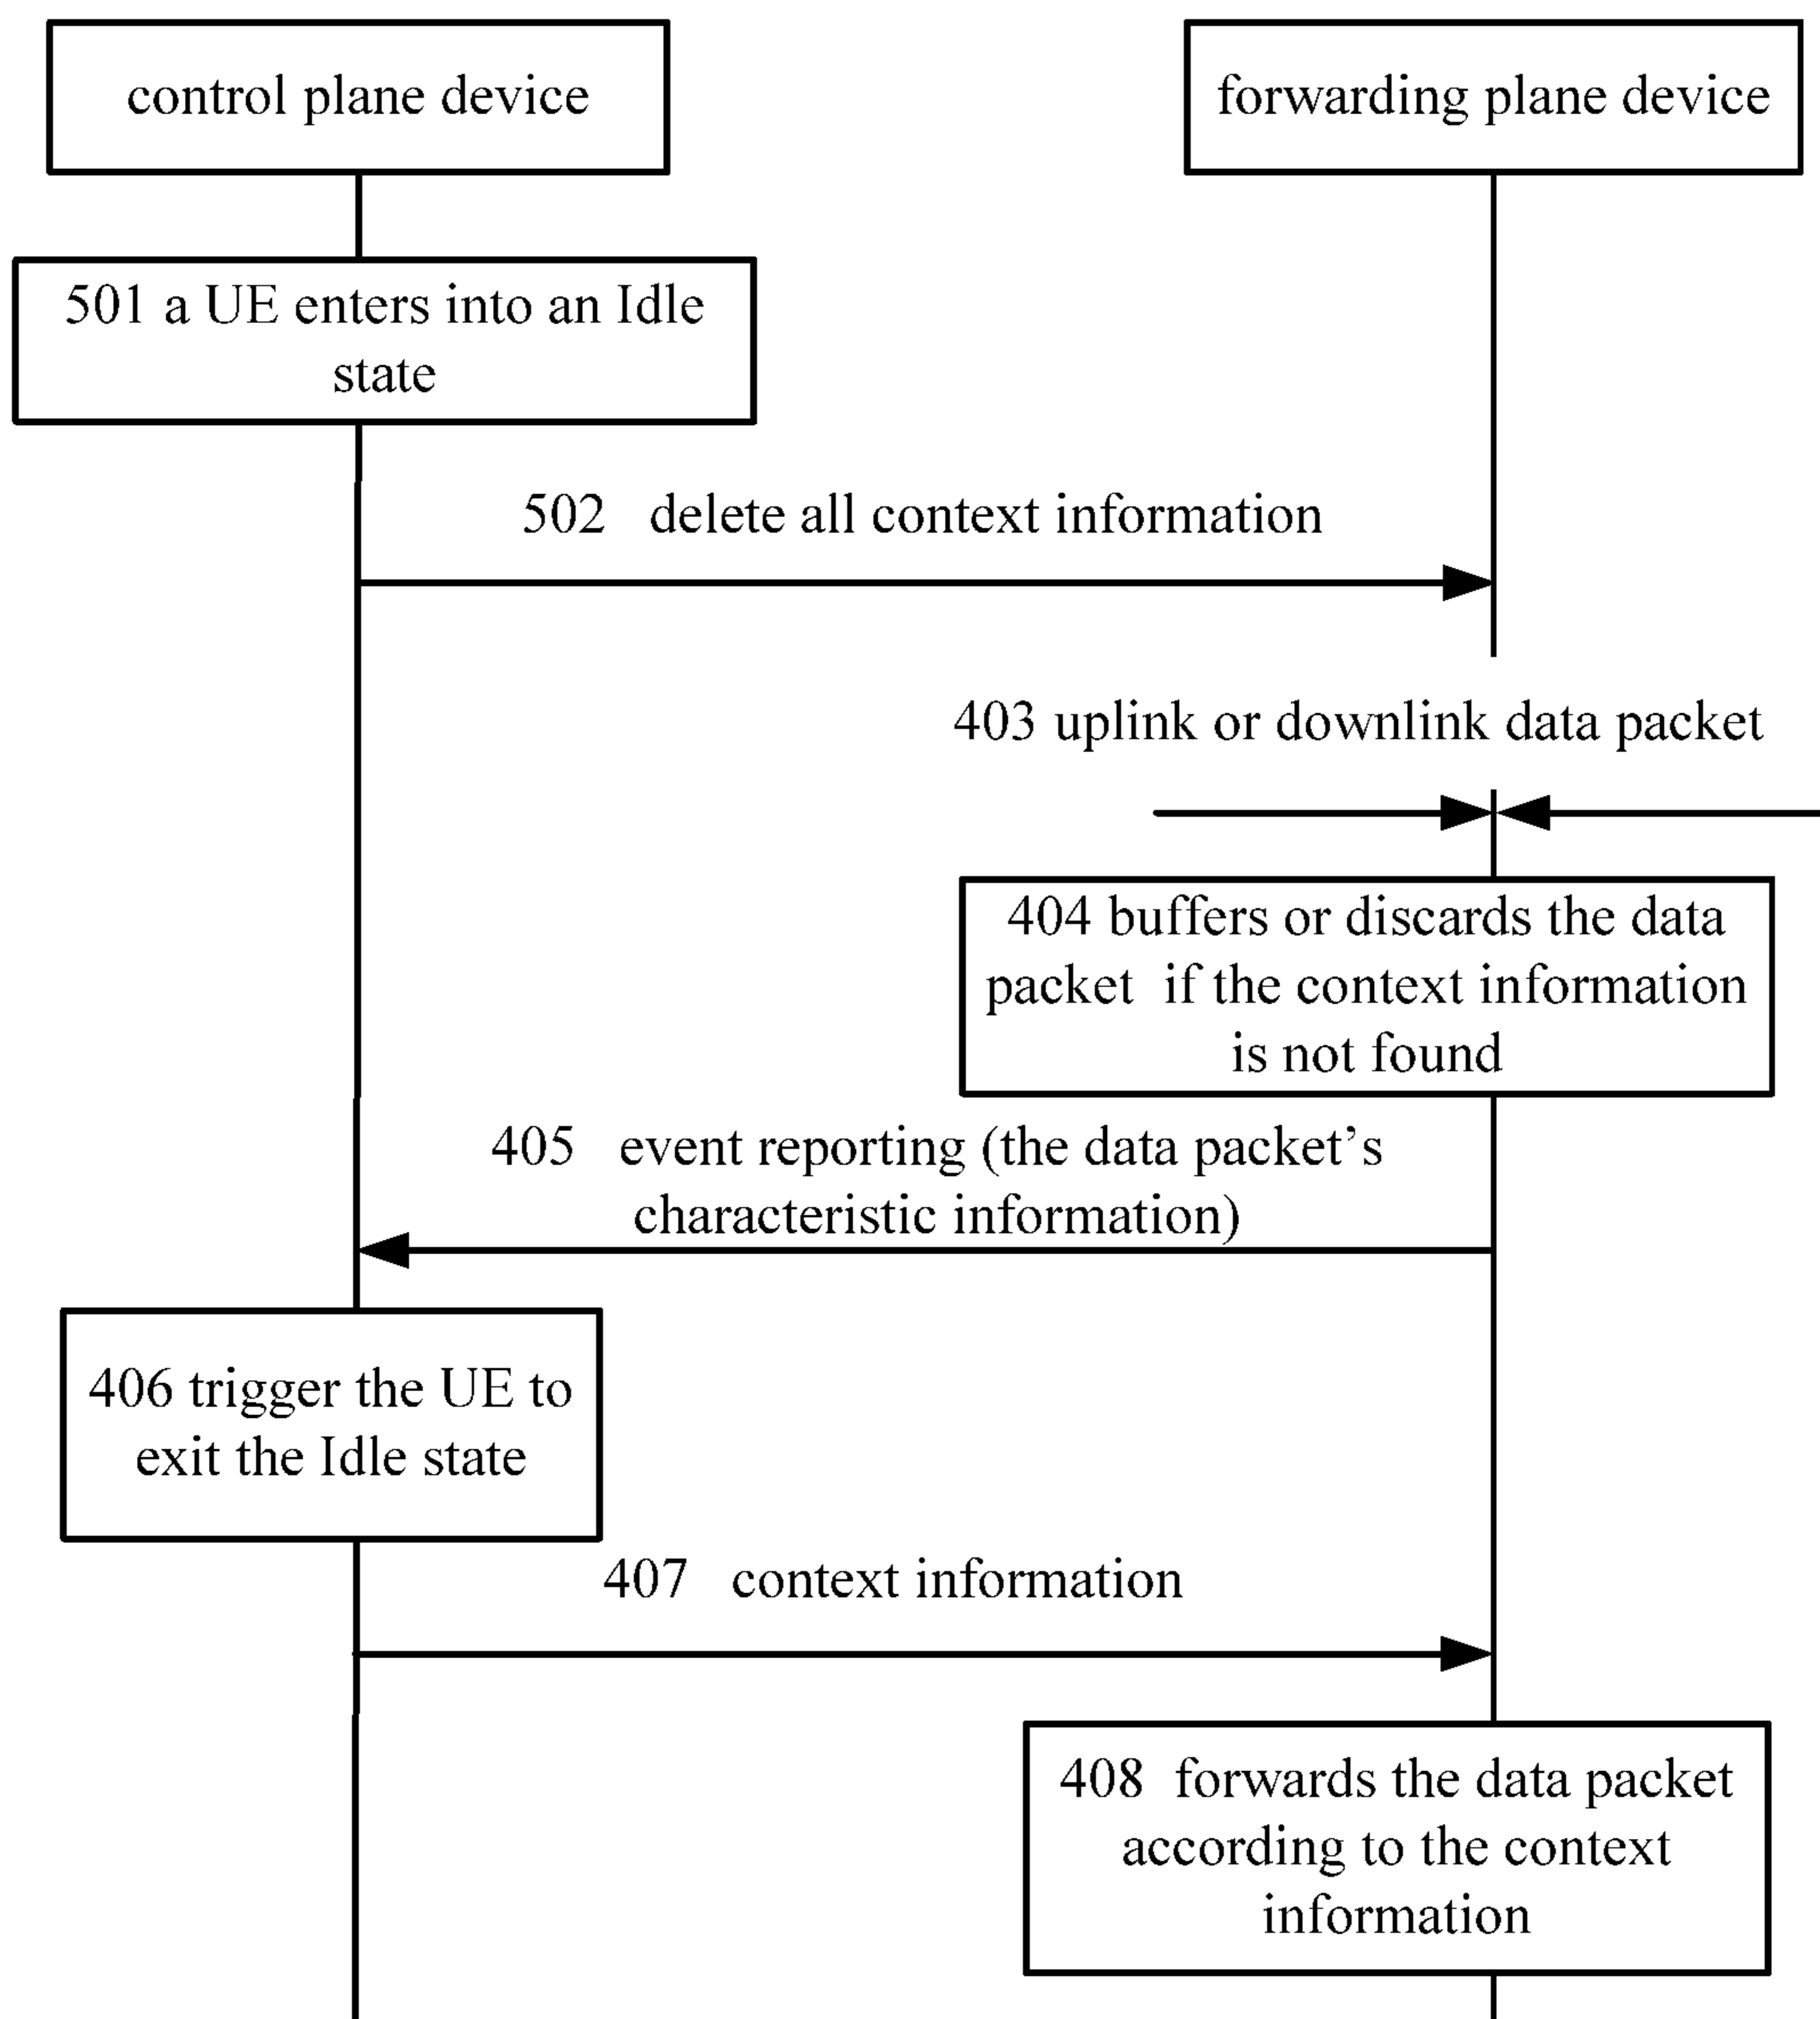 control plane device
forwarding plane device
501 a UE enters into an Idle
state
502 delete all context information
403 uplink or downlink data packet
404 buffers or discards the data
packet if the context information
is not found
405 event reporting (the data packet’s
characteristic information)
406 trigger the UE to
exit the Idle state
407 context information
408 forwards the data packet
according to the context
information